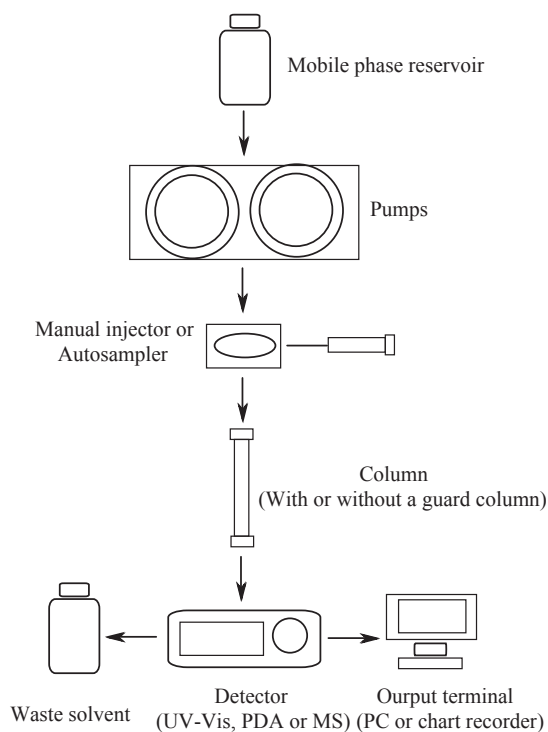 Mobile phase reservoir
Pumps
Manual injector or
Autosampler
Column
(With or without a guard column)
Waste solvent
Detector
(UV-Vis, PDA or MS)
Ourput terminal
(PC or chart recorder)